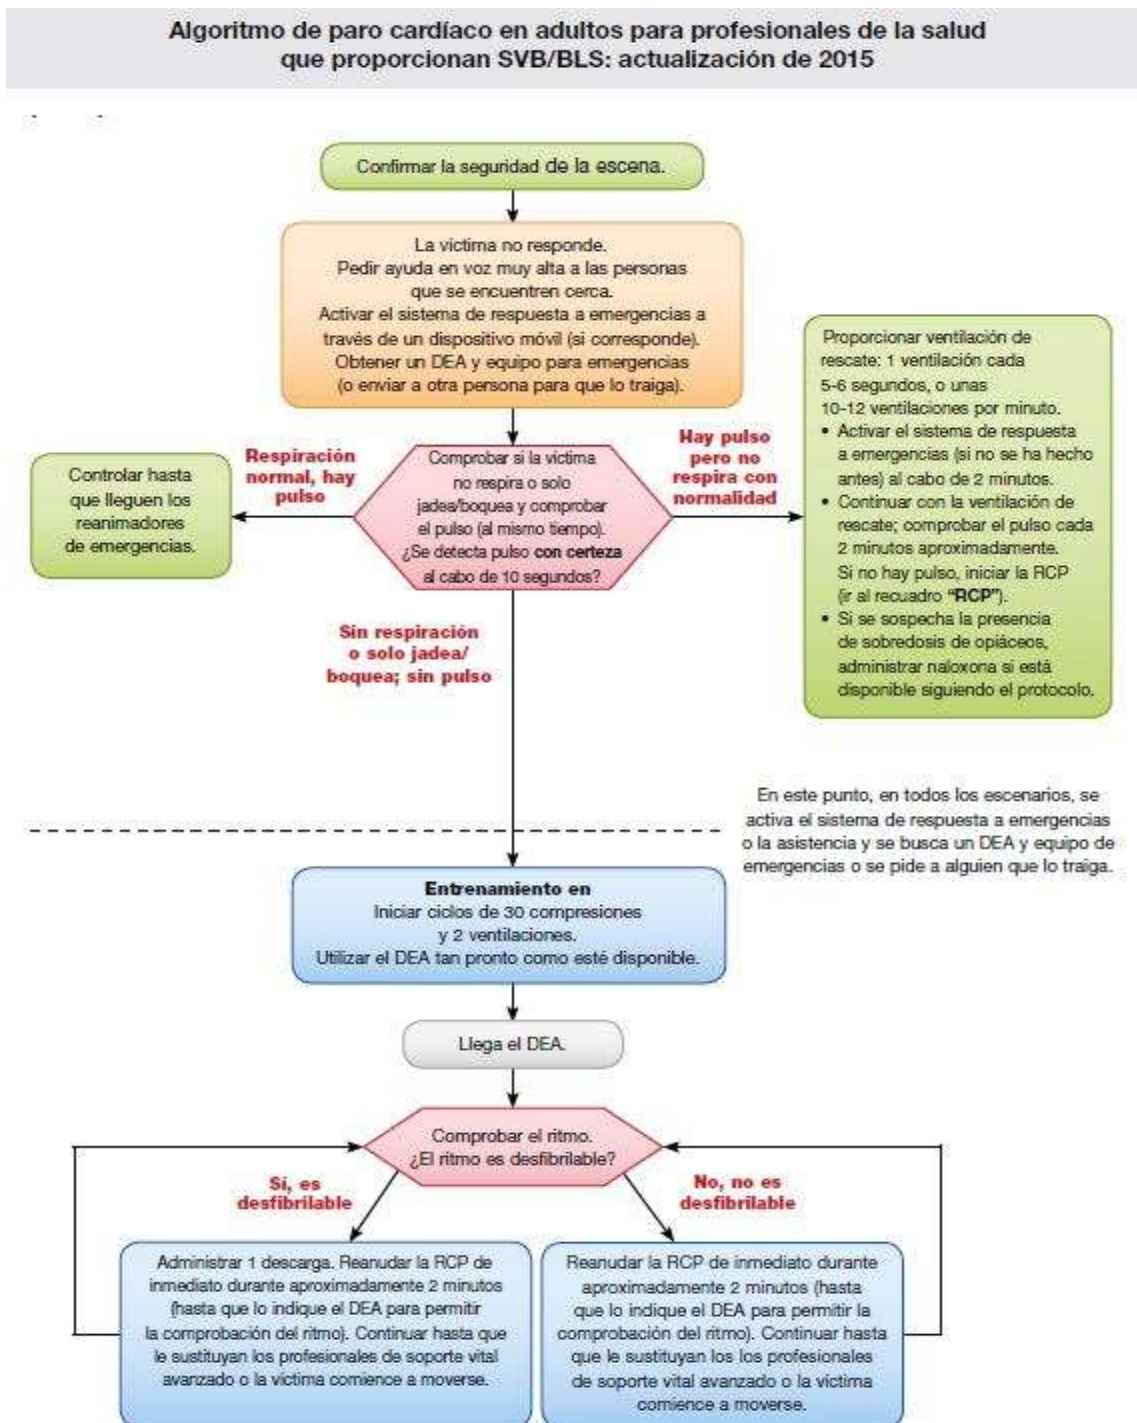 Algoritmo de paro cardíaco en adultos para profesionales de la salud
que proporcionan SVB/BLS: actualización de 2015
Confirmar la seguridad de la escena.
La víctima no responde.
Pedir ayuda en voz muy alta a las personas
que se encuentren cerca.
Activar el sistema de respuesta a emergencias a
través de un dispositivo móvil (si corresponde).
Obtener un DEA y equipo para emergencias
(o enviar a otra persona para que lo traiga).
Respiración
normal, hay
pulso
Controlar hasta
que lleguen los
reanimadores
de emergencias.
Comprobar si la víctima
no respira o solo
jadea/boquea y comprobar
el pulso (al mismo tiempo).
¿Se detecta pulso con certeza
al cabo de 10 segundos?
Hay pulso
pero no
respira con
normalidad
Proporcionar ventilación de
rescate: 1 ventilación cada
5-6 segundos, o unas
10-12 ventilaciones por minuto.
• Activar el sistema de respuesta
a emergencias (si no se ha hecho
antes) al cabo de 2 minutos.
• Continuar con la ventilación de
rescate; comprobar el pulso cada
2 minutos aproximadamente.
Si no hay pulso, iniciar la RCP
(ir al recuadro “RCP”).
• Si se sospecha la presencia
de sobredosis de opiáceos,
administrar naloxona si está
disponible siguiendo el protocolo.
Sin respiración
o solo jadea/
boquea; sin pulso
En este punto, en todos los escenarios, se
activa el sistema de respuesta a emergencias
o la asistencia y se busca un DEA y equipo de
emergencias o se pide a alguien que lo traiga.
Entrenamiento en
Iniciar ciclos de 30 compresiones
y 2 ventilaciones.
Utilizar el DEA tan pronto como esté disponible.
Llega el DEA.
Comprobar el ritmo.
¿El ritmo es desfibrilable?
Sí, es
desfibrilable
No, no es
desfibrilable
Administrar 1 descarga. Reanudar la RCP de
inmediato durante aproximadamente 2 minutos
(hasta que lo indique el DEA para permitir
la comprobación del ritmo). Continuar hasta que
le sustituyan los profesionales de soporte vital
avanzado o la víctima comience a moverse.
Reanudar la RCP de inmediato durante
aproximadamente 2 minutos (hasta
que lo indique el DEA para permitir la
comprobación del ritmo). Continuar hasta
que le sustituyan los los profesionales
de soporte vital avanzado o la víctima
comience a moverse.